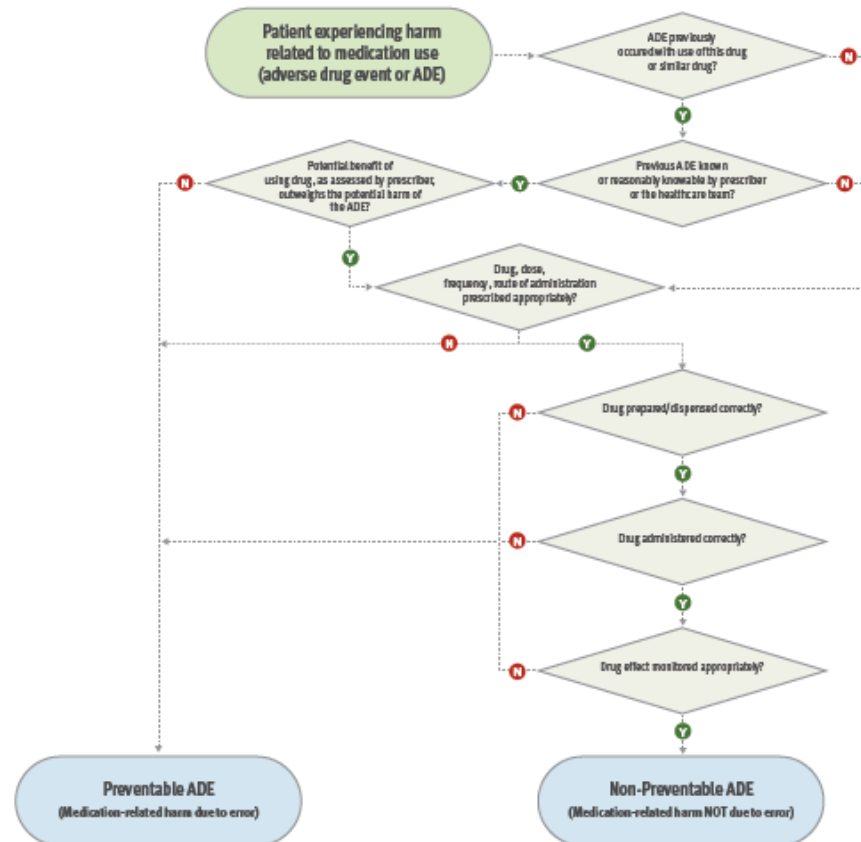 Patient experiencing harm
related to medication use
(adverse drug event or ADE)
ADE previously
occured with use of this drug
or similar drug?
N
Y
Previous ADE known
or reasonably knowable by prescriber
or the healthcare team?
N
Y
Potential benefit of
using drug, as assessed by prescriber,
outweighs the potential harm of
the ADE?
N
Y
Drug, dose,
frequency, route of administration
prescribed appropriately?
N
Y
Drug prepared/dispensed correctly?
N
Y
Drug administered correctly?
N
Y
Drug effect monitored appropriately?
N
Y
Preventable ADE
(Medication-related harm due to error)
Non-Preventable ADE
(Medication-related harm NOT due to error)